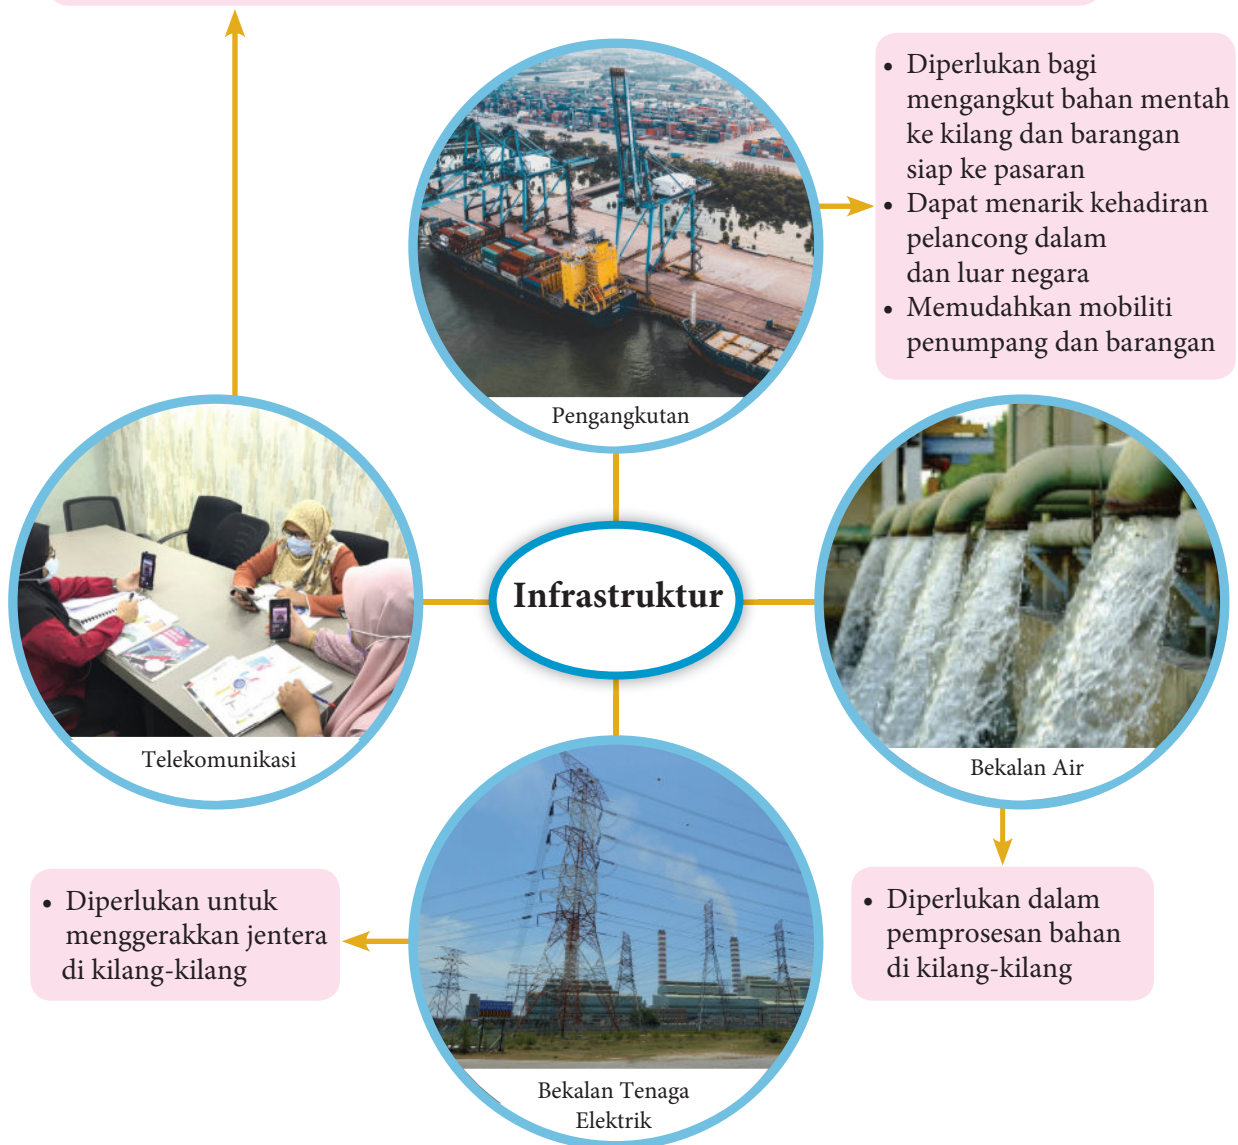 • Diperlukan bagi
mengangkut bahan mentah
ke kilang dan barangan
siap ke pasaran
• Dapat menarik kehadiran
pelancong dalam
dan luar negara
• Memudahkan mobiliti
penumpang dan barangan
Pengangkutan
Infrastruktur
Telekomunikasi
Bekalan Air
• Diperlukan untuk
menggerakkan jentera
di kilang-kilang
• Diperlukan dalam
pemprosesan bahan
di kilang-kilang
Bekalan Tenaga
Elektrik